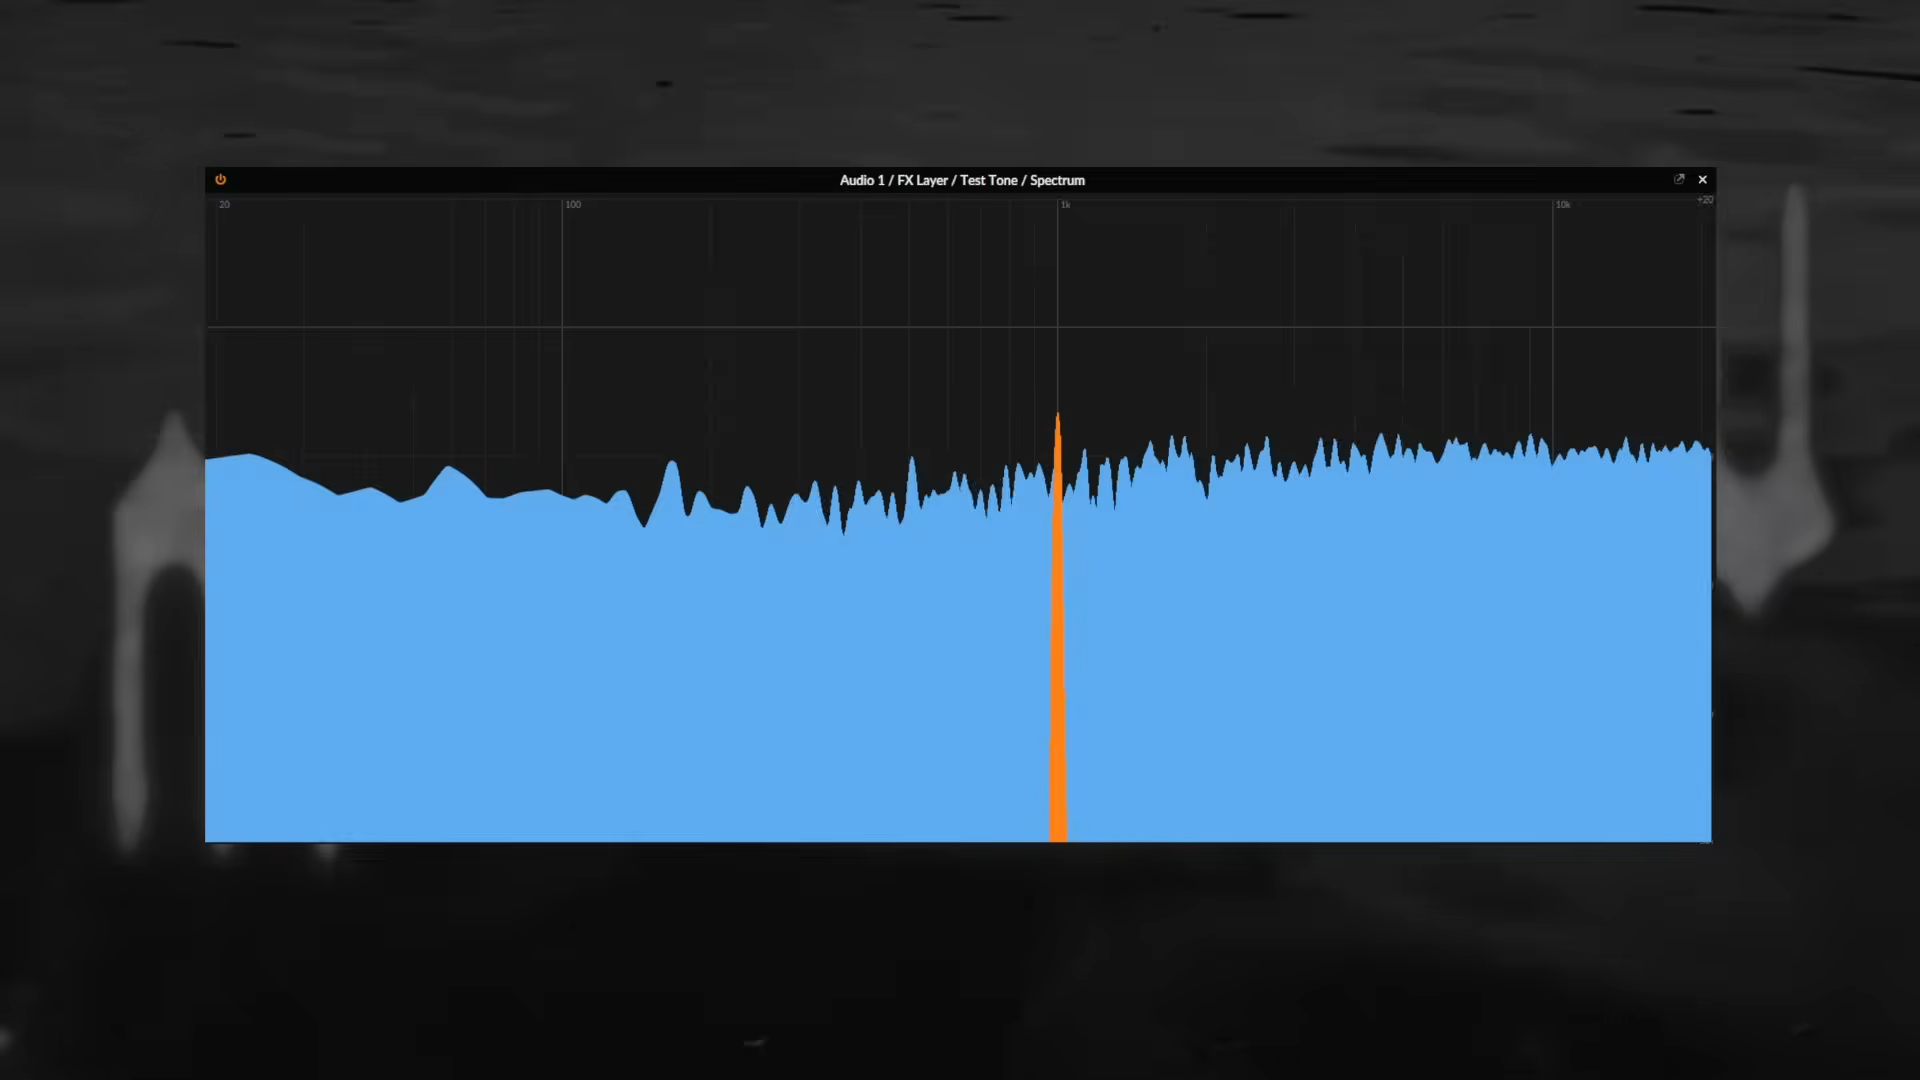 Audio 1 / FX Layer / Test Tone / Spectrum
20 100 1k 10k +20